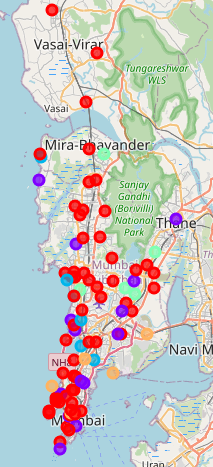 Vasai-Virar
Tungareshwar
WLS
Vasai
Mira-Bhayander
Sanjay
Gandhi
(Borivili)
National
Park
Thane
Mumbai
Navi M
NH
Mumbai
Uran